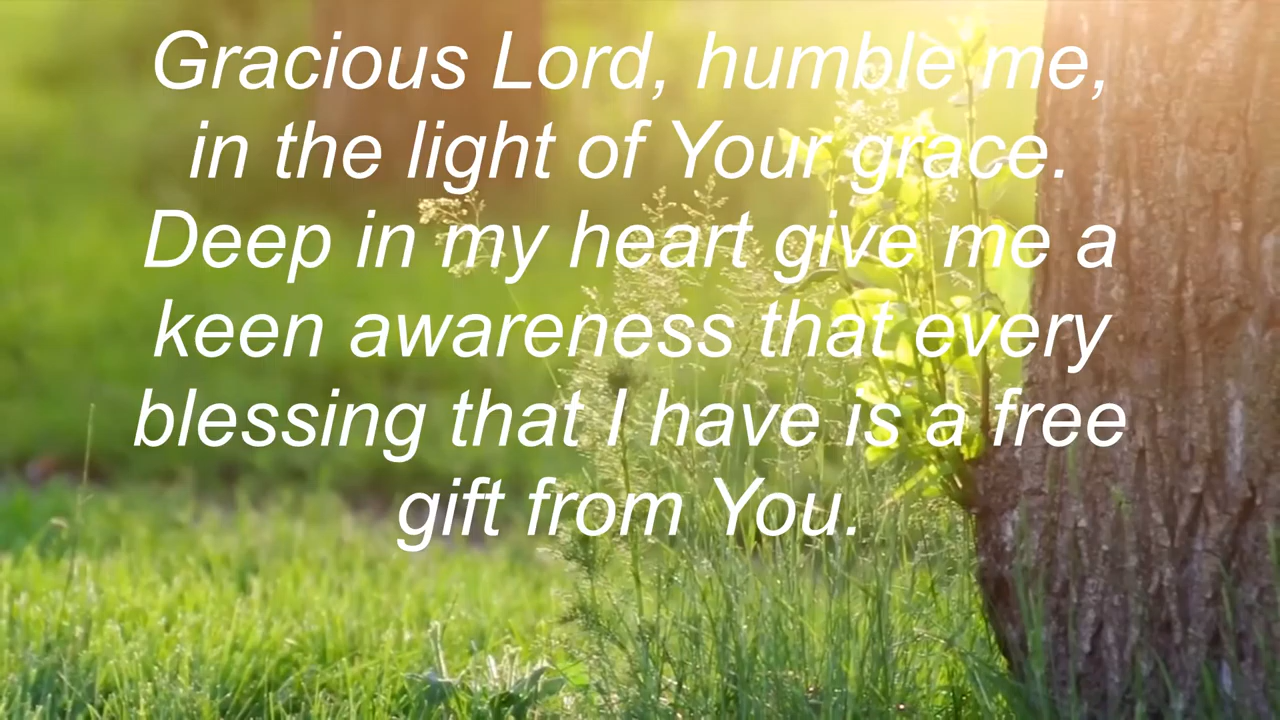 Gracious Lord, humble me,
in the light of Your grace.
Deep in my heart give me a
keen awareness that every
blessing that I have is a free
gift from You.